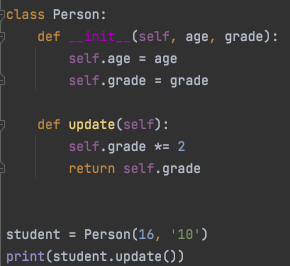 class Person:
    def __init__(self, age, grade):
        self.age = age
        self.grade = grade

    def update(self):
        self.grade *= 2
        return self.grade


student = Person(16, '10')
print(student.update())